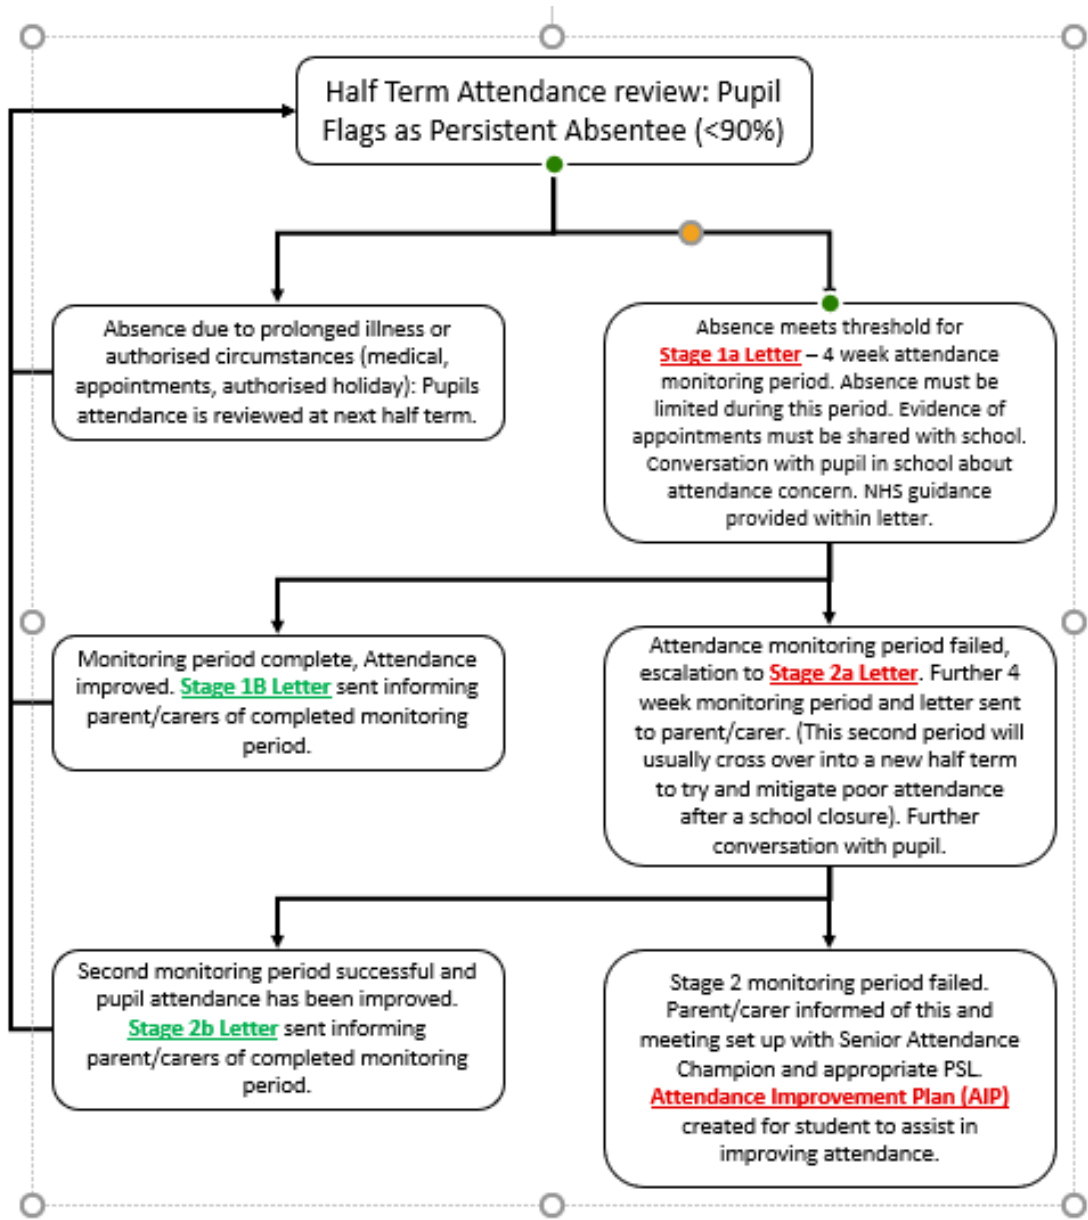 Half Term Attendance review: Pupil
Flags as Persistent Absentee (<90%)
Absence due to prolonged illness or
authorised circumstances (medical,
appointments, authorised holiday): Pupils
attendance is reviewed at next half term.
Absence meets threshold for
Stage 1a Letter – 4 week attendance
monitoring period. Absence must be
limited during this period. Evidence of
appointments must be shared with school.
Conversation with pupil in school about
attendance concern. NHS guidance
provided within letter.
Monitoring period complete, Attendance
improved. Stage 1B Letter sent informing
parent/carers of completed monitoring
period.
Attendance monitoring period failed,
escalation to Stage 2a Letter. Further 4
week monitoring period and letter sent
to parent/carer. (This second period will
usually cross over into a new half term
to try and mitigate poor attendance
after a school closure). Further
conversation with pupil.
Second monitoring period successful and
pupil attendance has been improved.
Stage 2b Letter sent informing
parent/carers of completed monitoring
period.
Stage 2 monitoring period failed.
Parent/carer informed of this and
meeting set up with Senior Attendance
Champion and appropriate PSL.
Attendance Improvement Plan (AIP)
created for student to assist in
improving attendance.